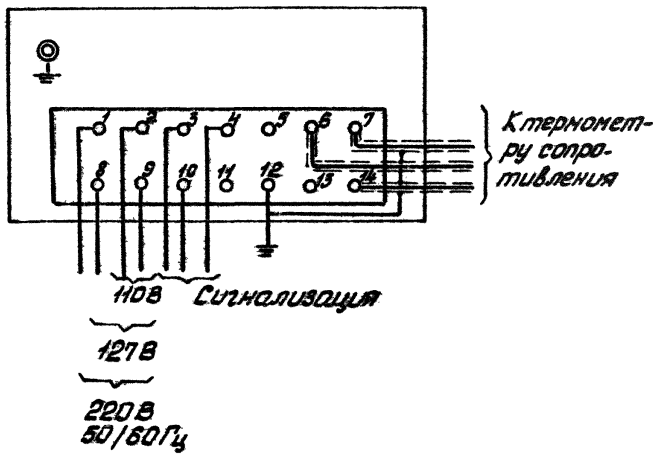 1 2 3 4 5 6 7
8 9 10 11 12 13 14
К термомет-
ру сопро-
тивления
110В Сигнализация
127В
220В
50/60Гц